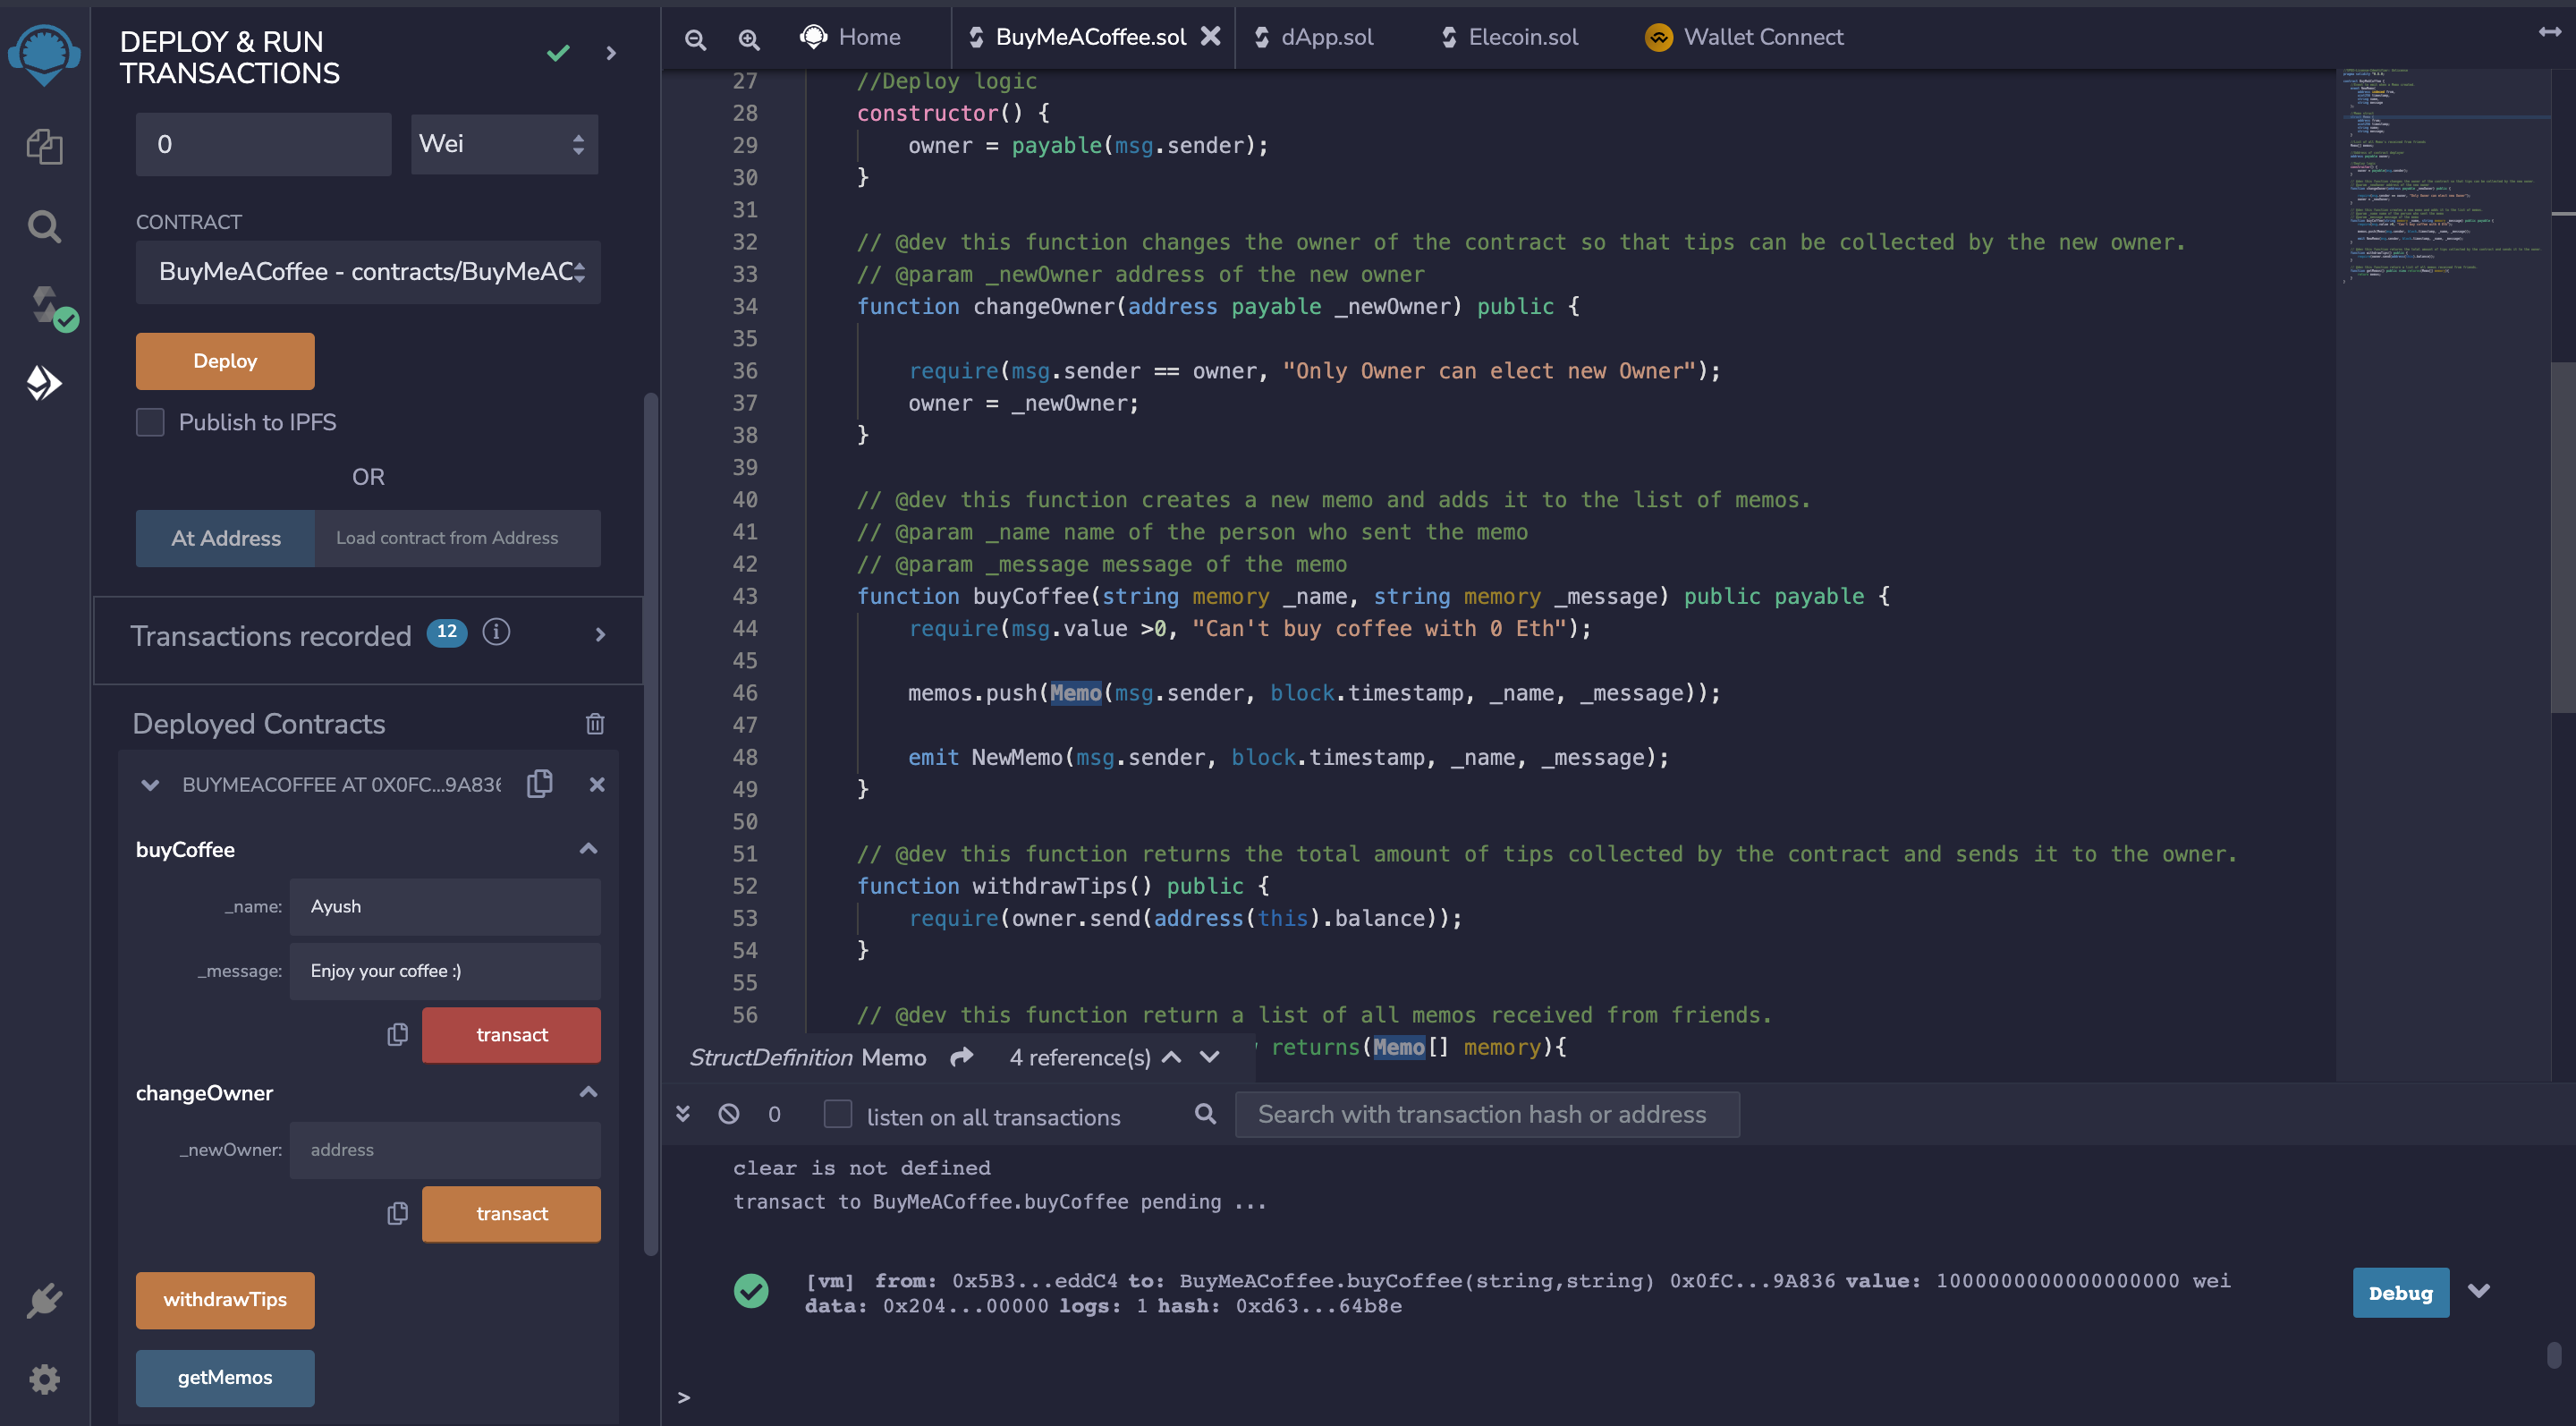 DEPLOY & RUN
TRANSACTIONS
0
Wei
CONTRACT
BuyMeACoffee - contracts/BuyMeAC
Deploy
Publish to IPFS
OR
At Address
Load contract from Address
Transactions recorded 12 i
Deployed Contracts
BUYMEACOFFEE AT 0X0FC...9A836
buyCoffee
_name:
Ayush
_message:
Enjoy your coffee :)
transact
changeOwner
_newOwner:
address
transact
withdrawTips
getMemos
Home
BuyMeACoffee.sol
dApp.sol
Elecoin.sol
Wallet Connect
27 //Deploy logic
28 constructor() {
29 owner = payable(msg.sender);
30 }
31
32 // @dev this function changes the owner of the contract so that tips can be collected by the new owner.
33 // @param _newOwner address of the new owner
34 function changeOwner(address payable _newOwner) public {
35
36 require(msg.sender == owner, "Only Owner can elect new Owner");
37 owner = _newOwner;
38 }
39
40 // @dev this function creates a new memo and adds it to the list of memos.
41 // @param _name name of the person who sent the memo
42 // @param _message message of the memo
43 function buyCoffee(string memory _name, string memory _message) public payable {
44 require(msg.value >0, "Can't buy coffee with 0 Eth");
45
46 memos.push(Memo(msg.sender, block.timestamp, _name, _message));
47
48 emit NewMemo(msg.sender, block.timestamp, _name, _message);
49 }
50
51 // @dev this function returns the total amount of tips collected by the contract and sends it to the owner.
52 function withdrawTips() public {
53 require(owner.send(address(this).balance));
54 }
55
56 // @dev this function return a list of all memos received from friends.
StructDefinition Memo 4 reference(s)
returns(Memo[] memory){
0
listen on all transactions
Search with transaction hash or address
clear is not defined
transact to BuyMeACoffee.buyCoffee pending ...
[vm] from: 0x5B3...eddC4 to: BuyMeACoffee.buyCoffee(string,string) 0x0fC...9A836 value: 1000000000000000000 wei
data: 0x204...00000 logs: 1 hash: 0xd63...64b8e
Debug
>